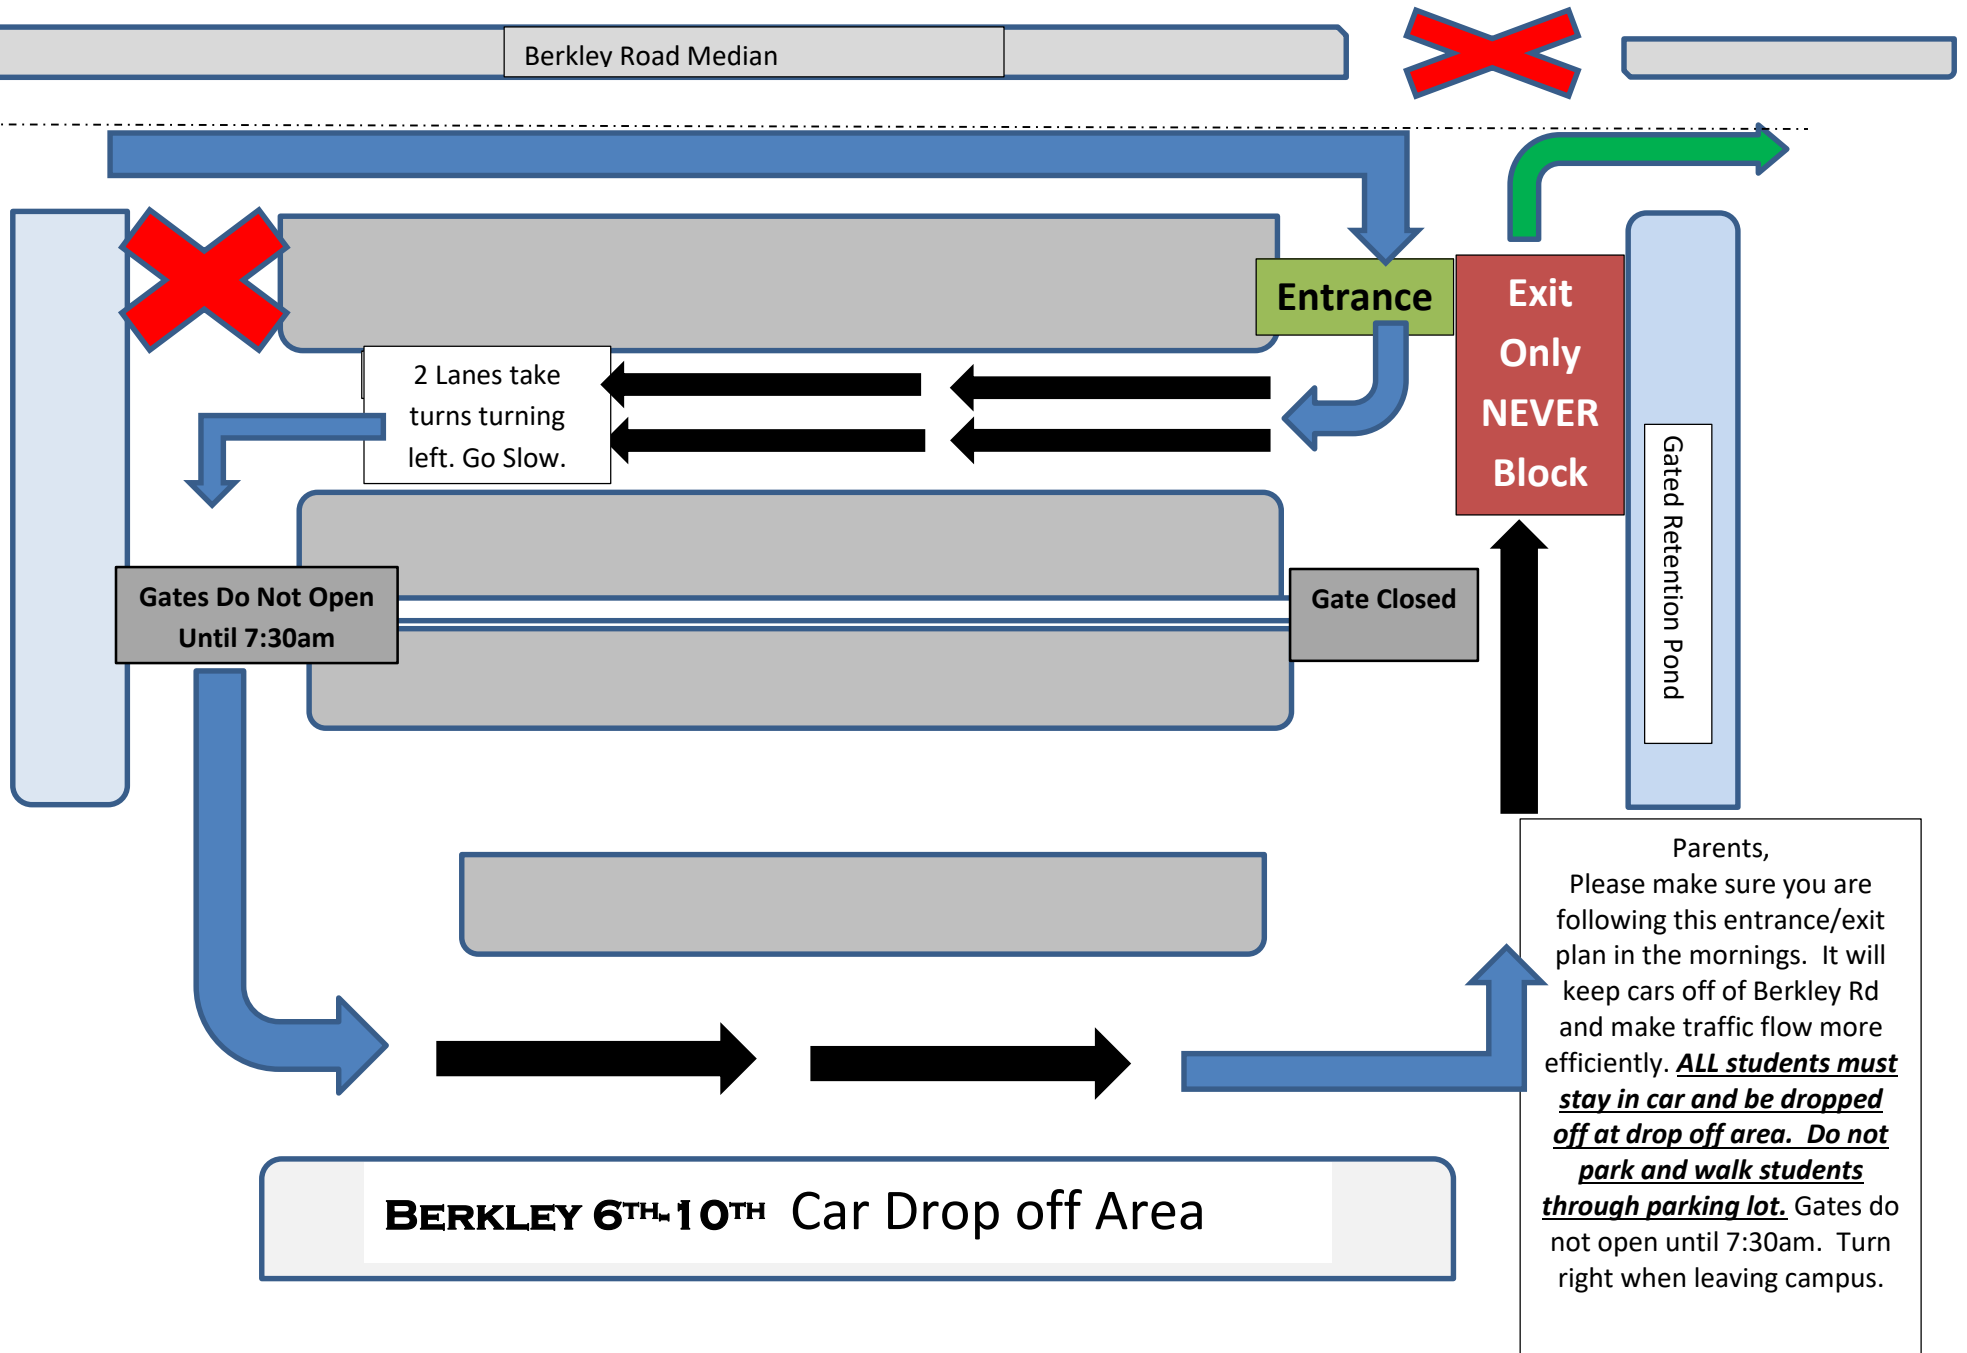 Berkley Road Median
Entrance
Exit
Only
NEVER
Block
2 Lanes take
turns turning
left. Go Slow.
Gated Retention Pond
Gates Do Not Open
Until 7:30am
Gate Closed
Parents,
Please make sure you are
following this entrance/exit
plan in the mornings.  It will
keep cars off of Berkley Rd
and make traffic flow more
efficiently. ALL students must
stay in car and be dropped
off at drop off area.  Do not
park and walk students
through parking lot. Gates do
not open until 7:30am.  Turn
right when leaving campus.
BERKLEY 6TH-10TH Car Drop off Area